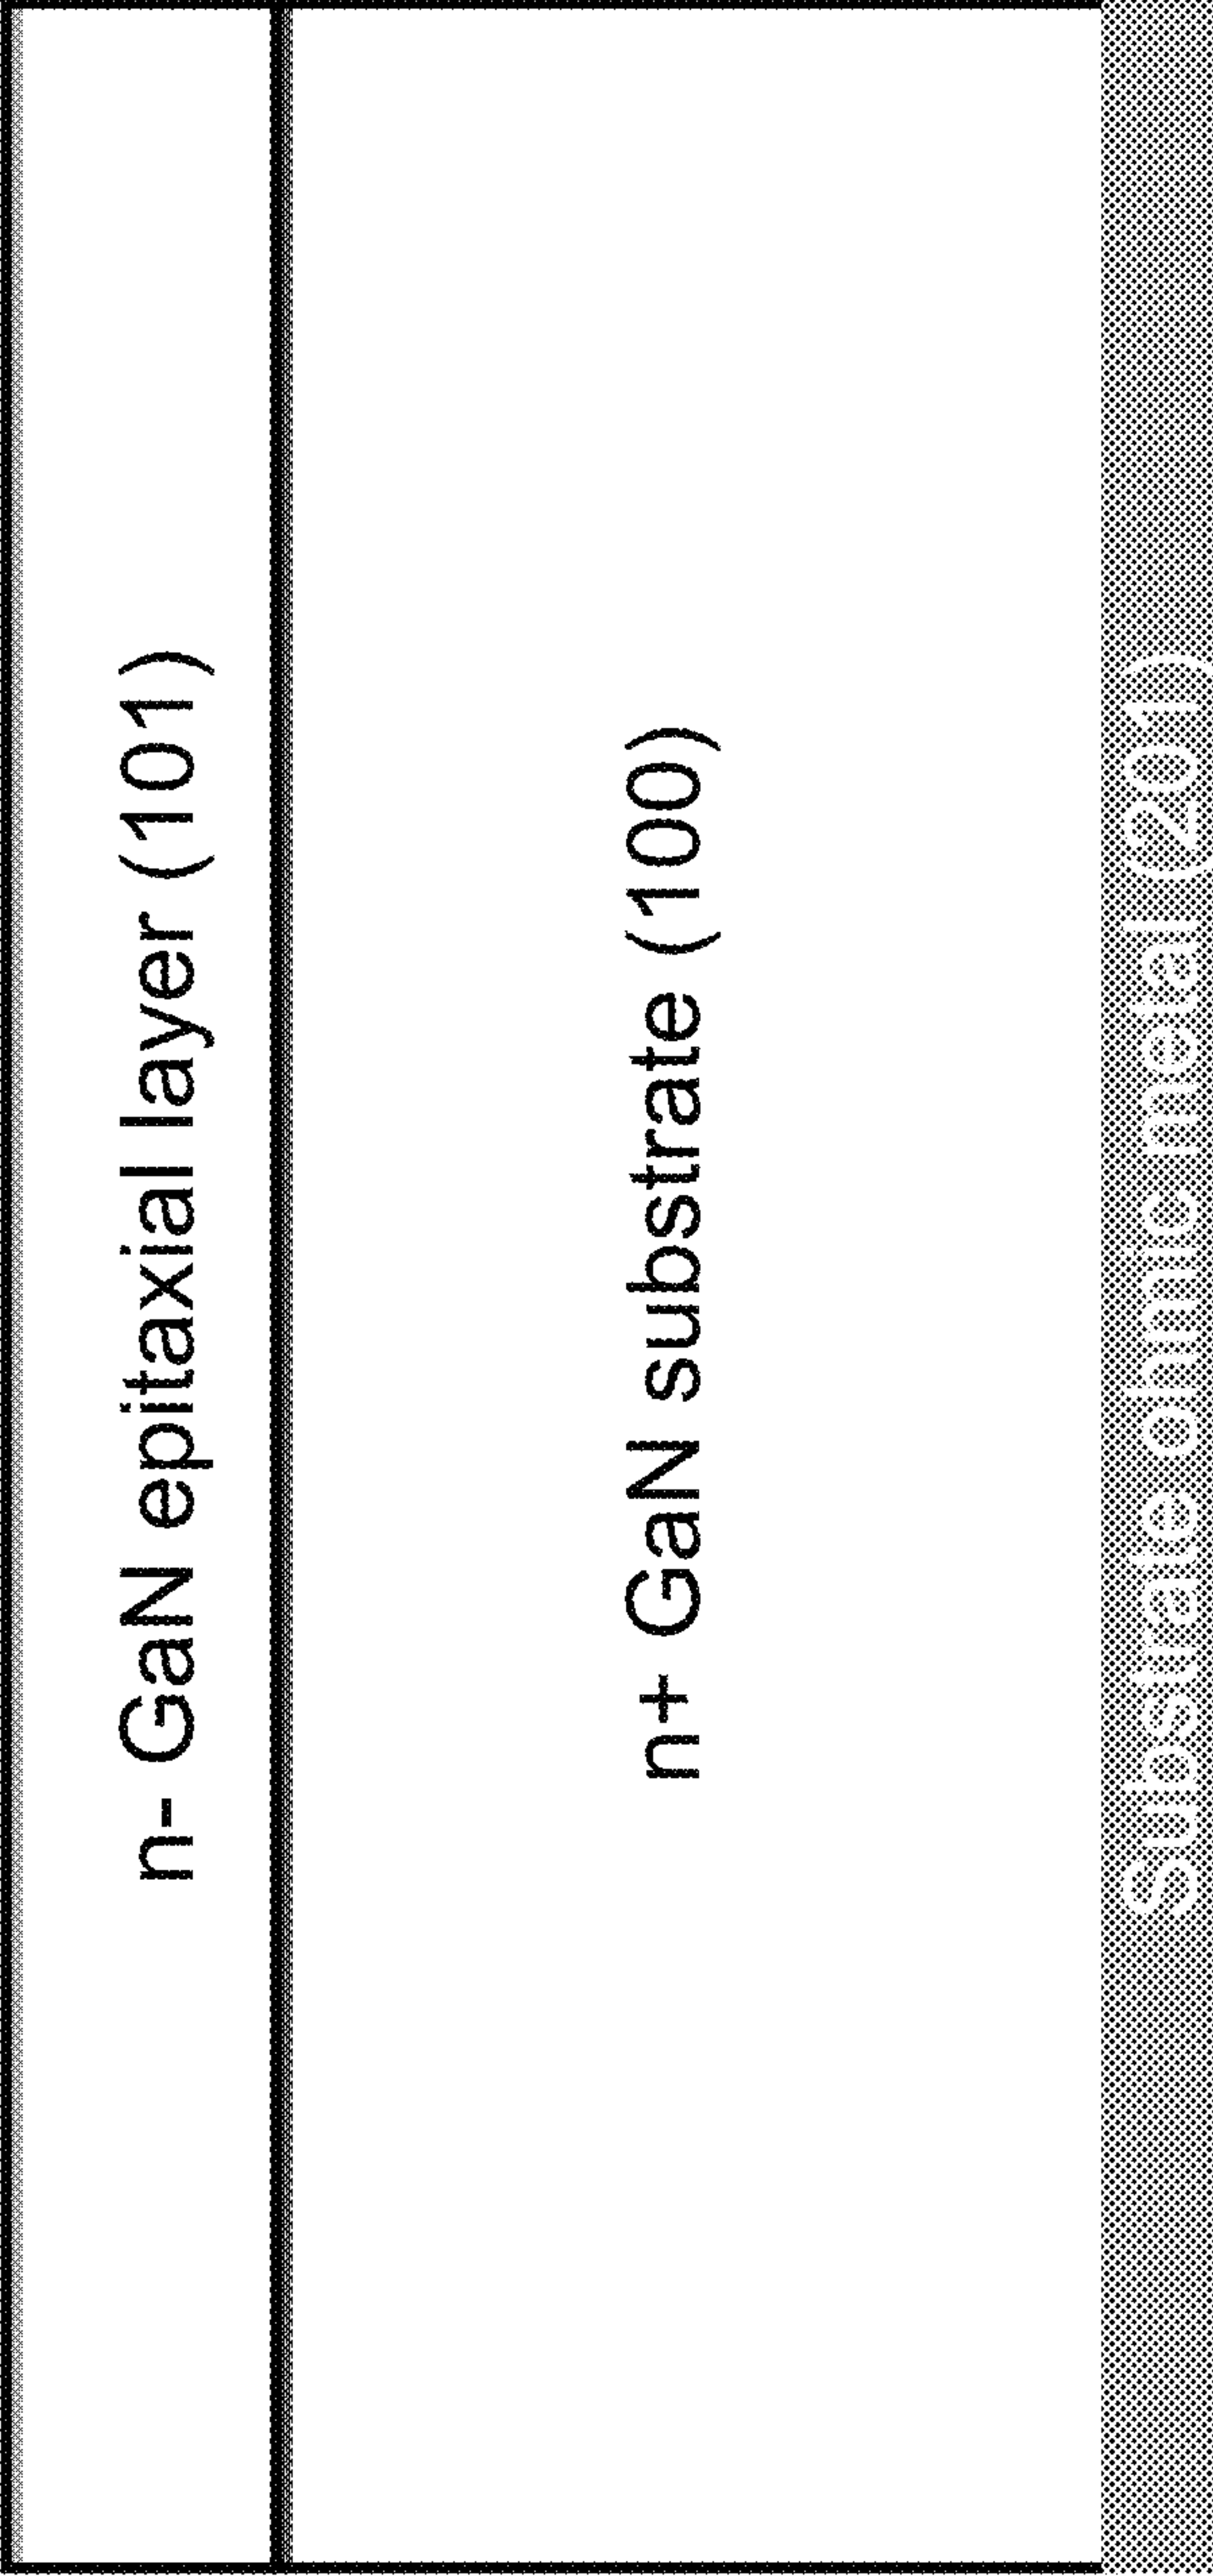 n- GaN epitaxial layer (101)
n+ GaN substrate (100)
Substrate ohmic metal (201)